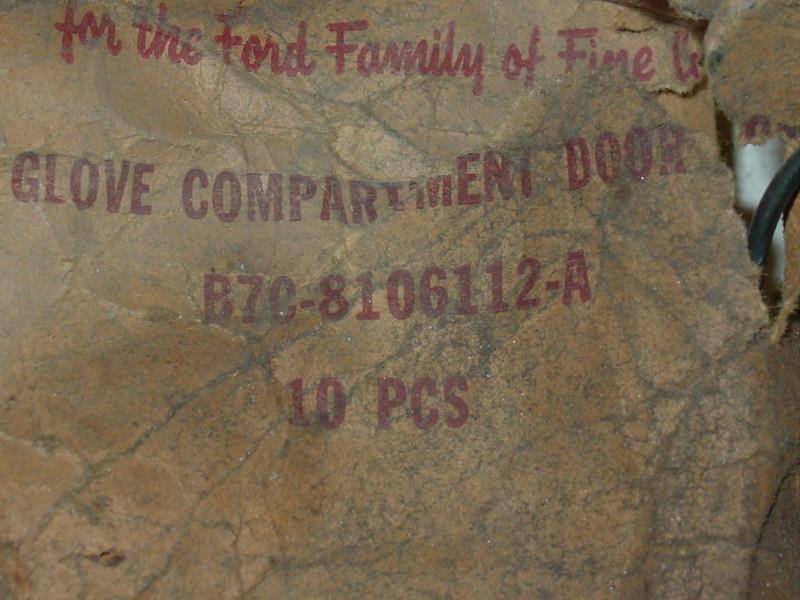 for the Ford Family of Fine
GLOVE COMPARTMENT DOOR
B7C-8106112-A
10 PCS